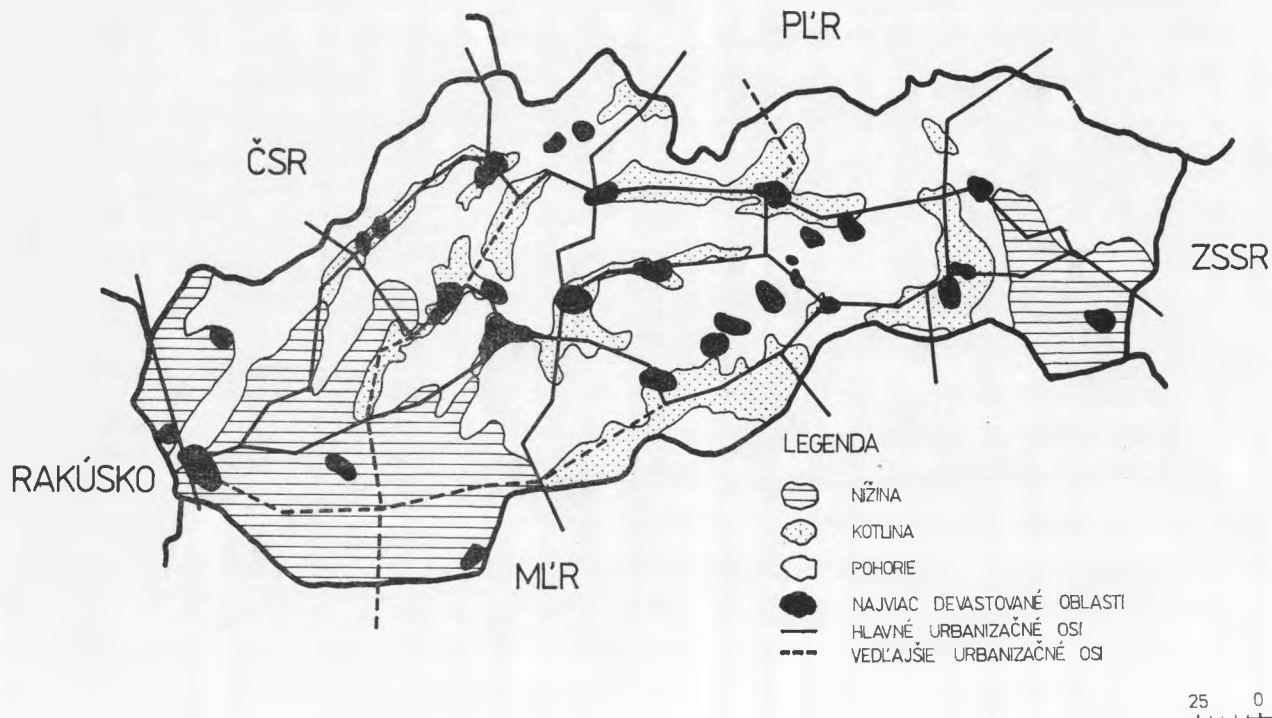 PĽR
ČSR
ZSSR
RAKÚSKO
MĽR
LEGENDA
NÍŽINA
KOTLINA
POHORIE
NAJVIAC DEVASTOVANÉ OBLASTI
HLAVNÉ URBANIZAČNÉ OSI
VEDĽAJŠIE URBANIZAČNÉ OSI
25 0